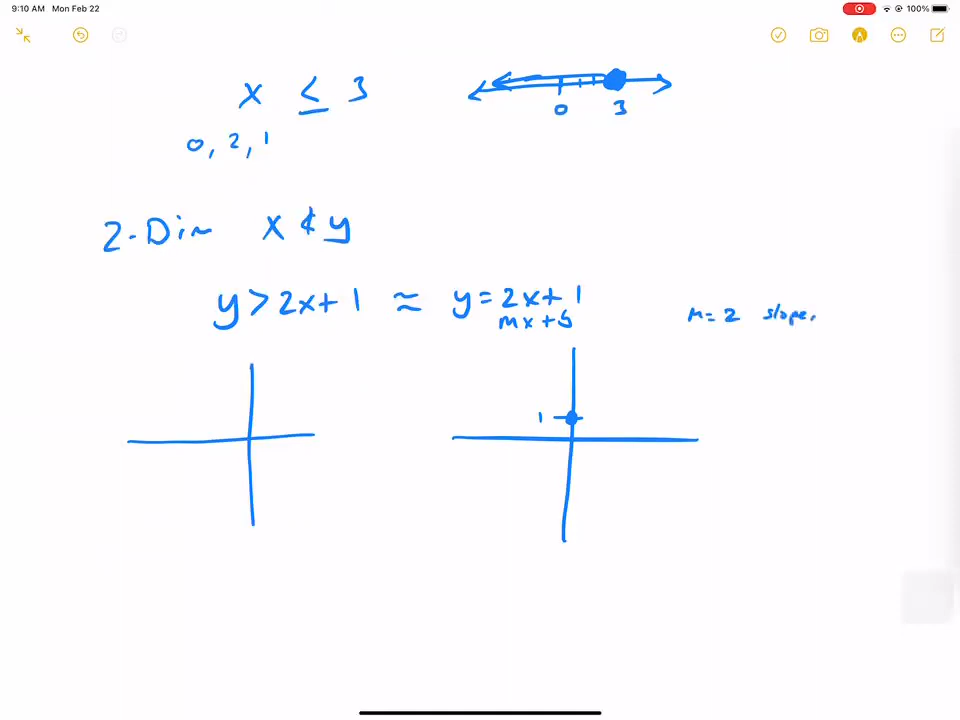 9:10 AM Mon Feb 22
100%
x ≤ 3
0 3
0, 2, 1
2-Dim x & y
y > 2x + 1 ≈ y = 2x + 1
mx + b
m = 2 slope.
1